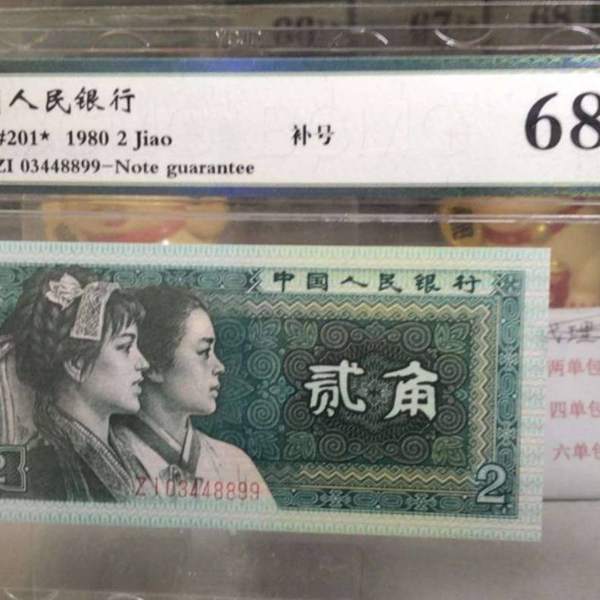 人民银行
68
#201* 1980 2 Jiao
补号
ZI 03448899-Note guarantee
中国人民银行
贰角
ZI03448899
2
2
理
两单包
四单包
六单包